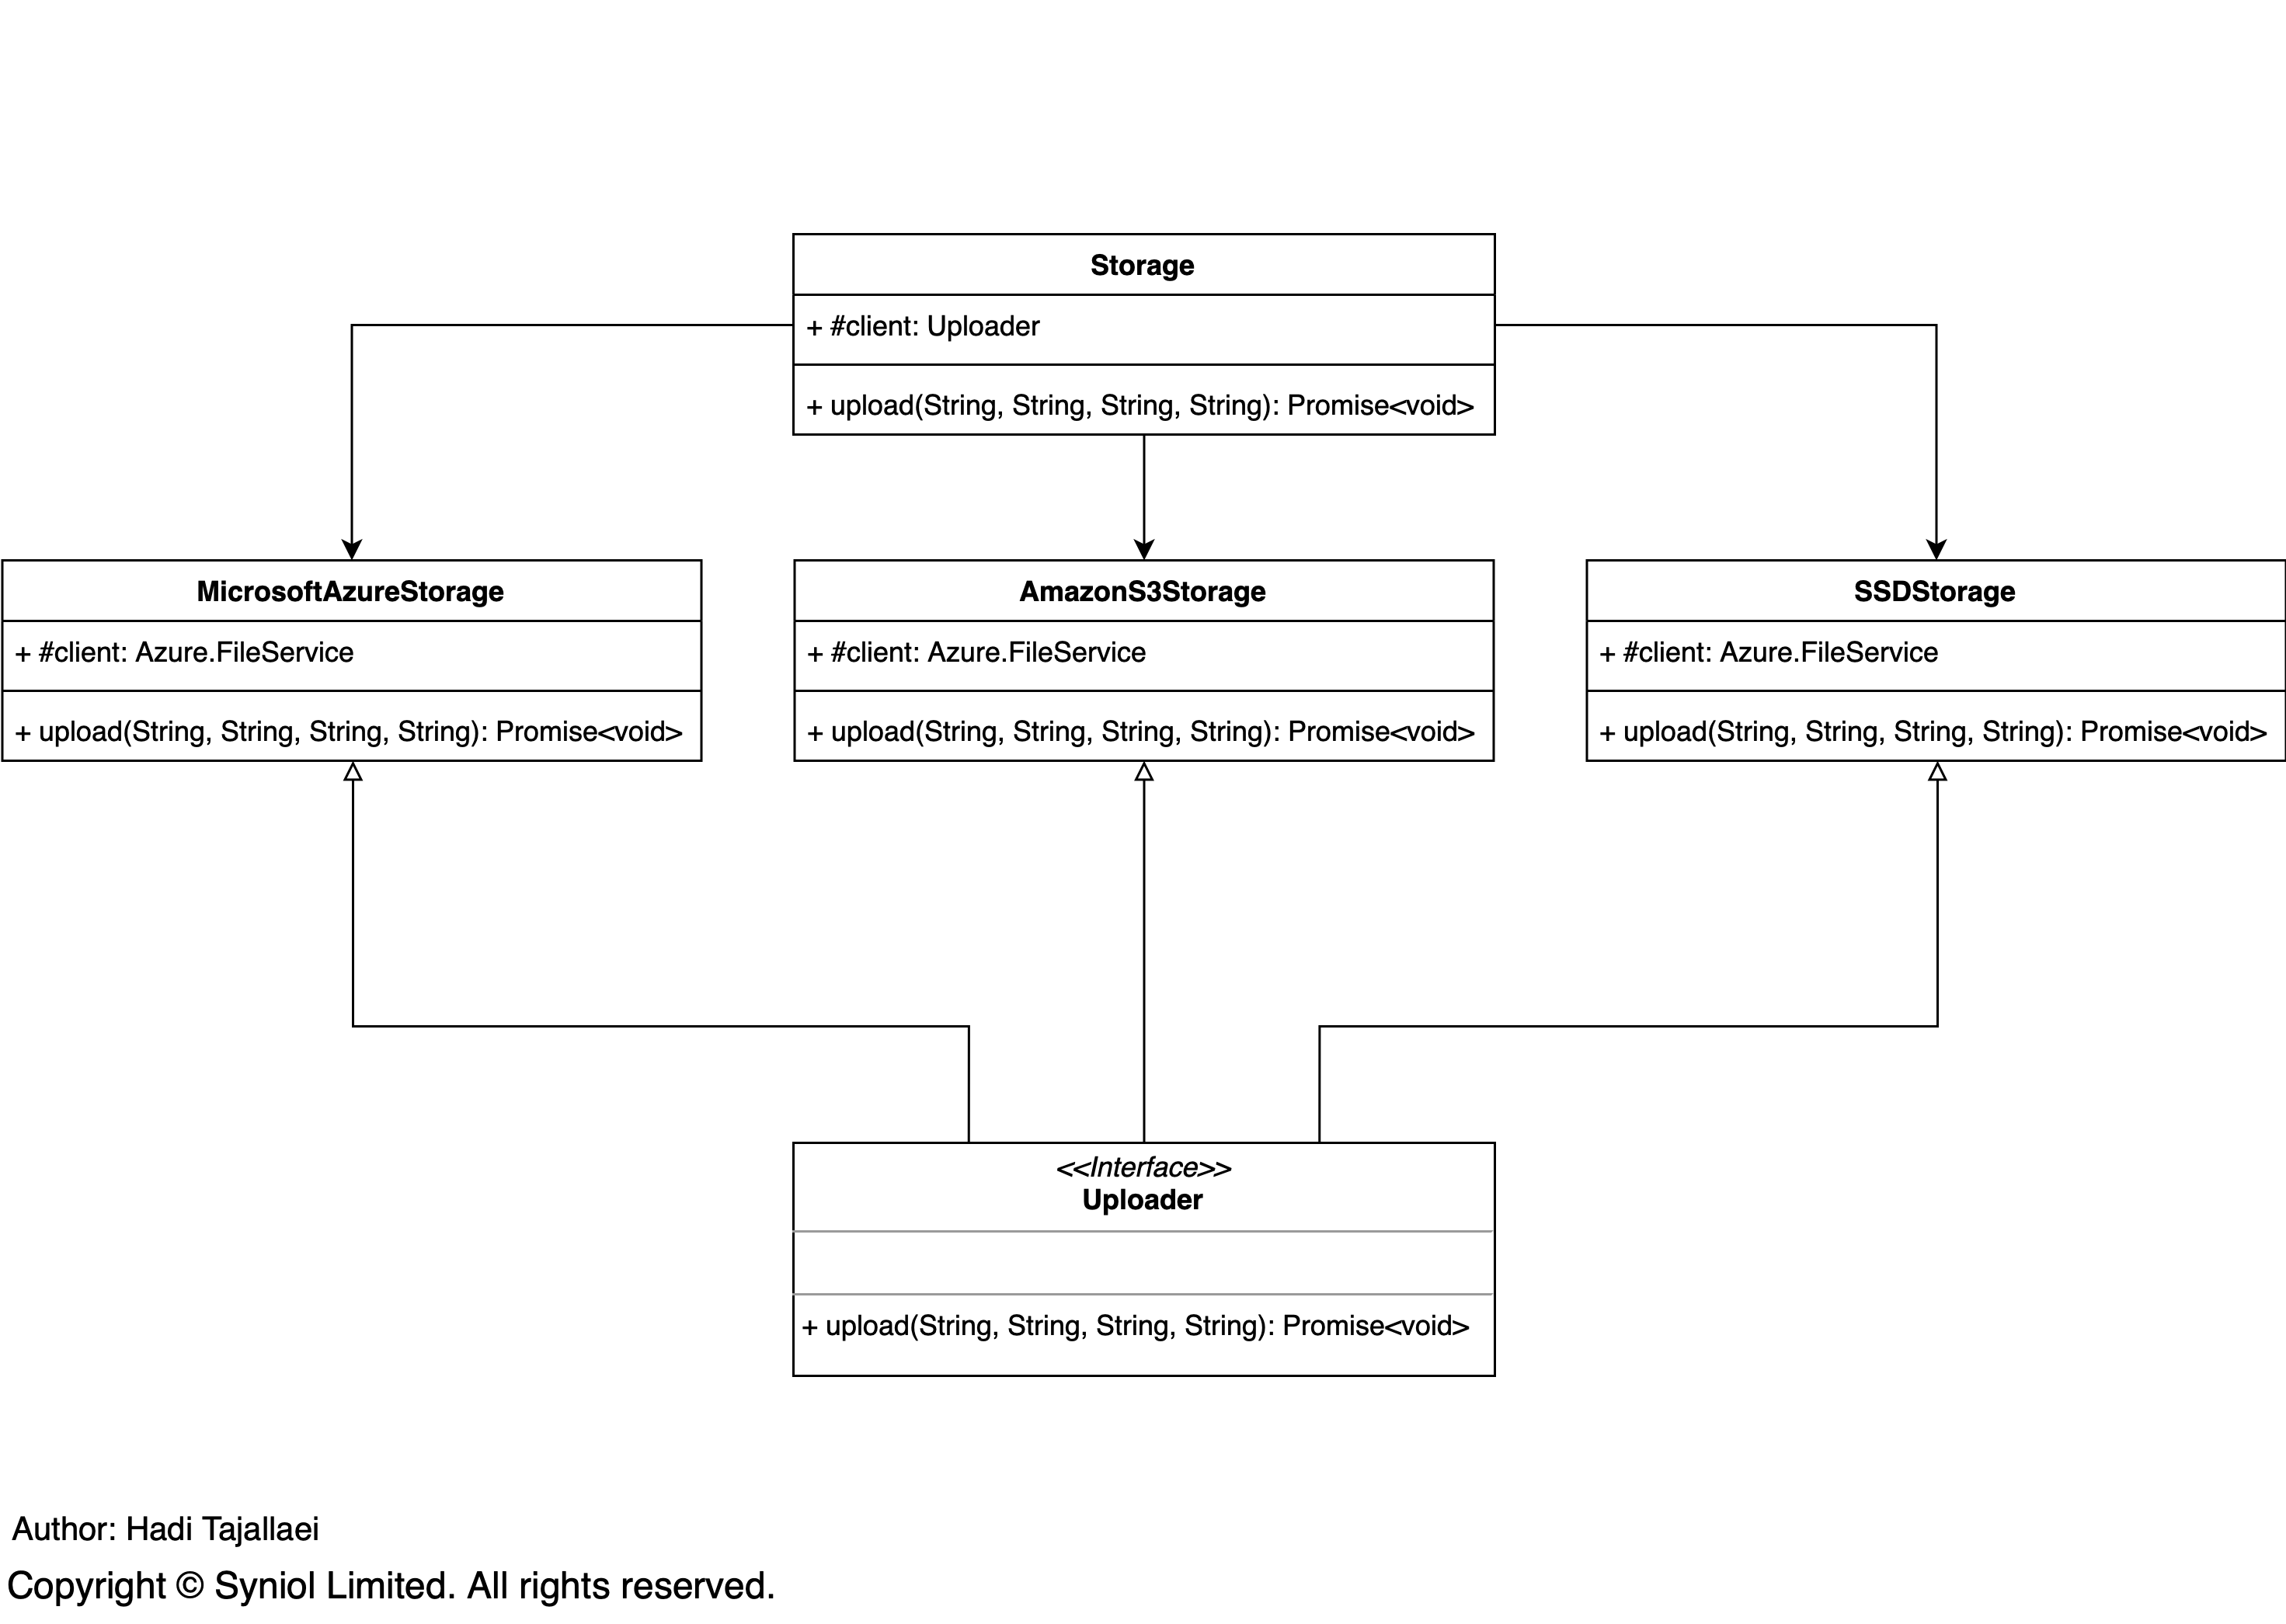 Storage
+ #client: Uploader
+ upload(String, String, String, String): Promise<void>
MicrosoftAzureStorage
+ #client: Azure.FileService
+ upload(String, String, String, String): Promise<void>
AmazonS3Storage
+ #client: Azure.FileService
+ upload(String, String, String, String): Promise<void>
SSDStorage
+ #client: Azure.FileService
+ upload(String, String, String, String): Promise<void>
<<Interface>>
Uploader
+ upload(String, String, String, String): Promise<void>
Author: Hadi Tajallaei
Copyright © Syniol Limited. All rights reserved.